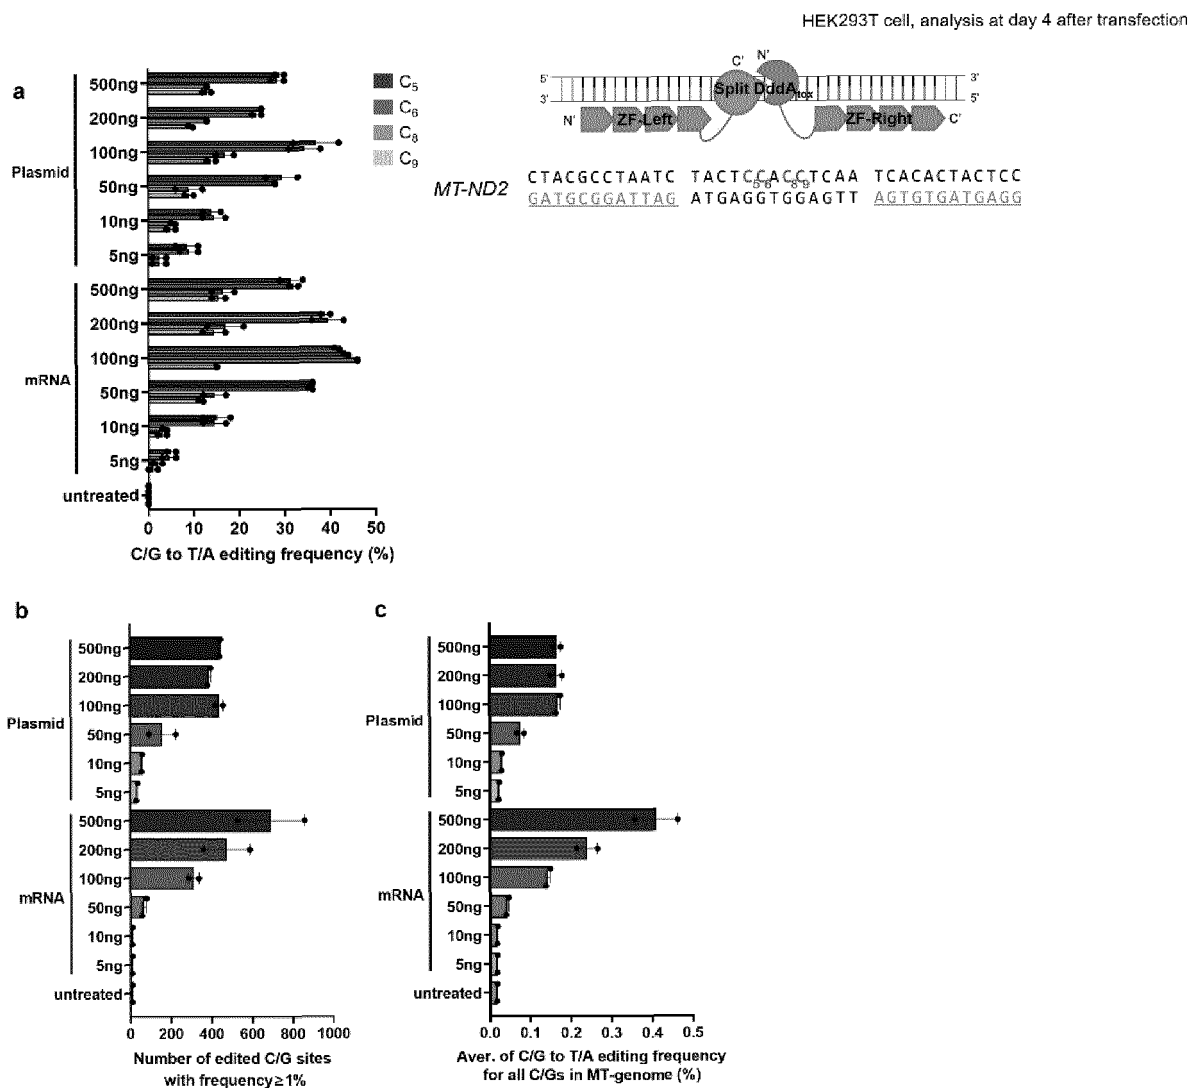 HEK293T cell, analysis at day 4 after transfection
a
Plasmid
500ng
200ng
100ng
50ng
10ng
5ng
mRNA
500ng
200ng
100ng
50ng
10ng
5ng
untreated
0 10 20 30 40 50
C/G to T/A editing frequency (%)
C5
C6
C8
C9
C' N'
5' 3'
3' 5'
Split DddAtox
N' ZF-Left ZF-Right C'
MT-ND2
CTACGCCTAATC TACTCCACCTCAA TCACACTACTCC
5 6 8 9
GATGCGGATTAG ATGAGGTGGAGTT AGTGTGATGAGG
b
Plasmid
500ng
200ng
100ng
50ng
10ng
5ng
mRNA
500ng
200ng
100ng
50ng
10ng
5ng
untreated
0 200 400 600 800 1000
Number of edited C/G sites
with frequency≥1%
c
Plasmid
500ng
200ng
100ng
50ng
10ng
5ng
mRNA
500ng
200ng
100ng
50ng
10ng
5ng
untreated
0.0 0.1 0.2 0.3 0.4 0.5
Aver. of C/G to T/A editing frequency
for all C/Gs in MT-genome (%)